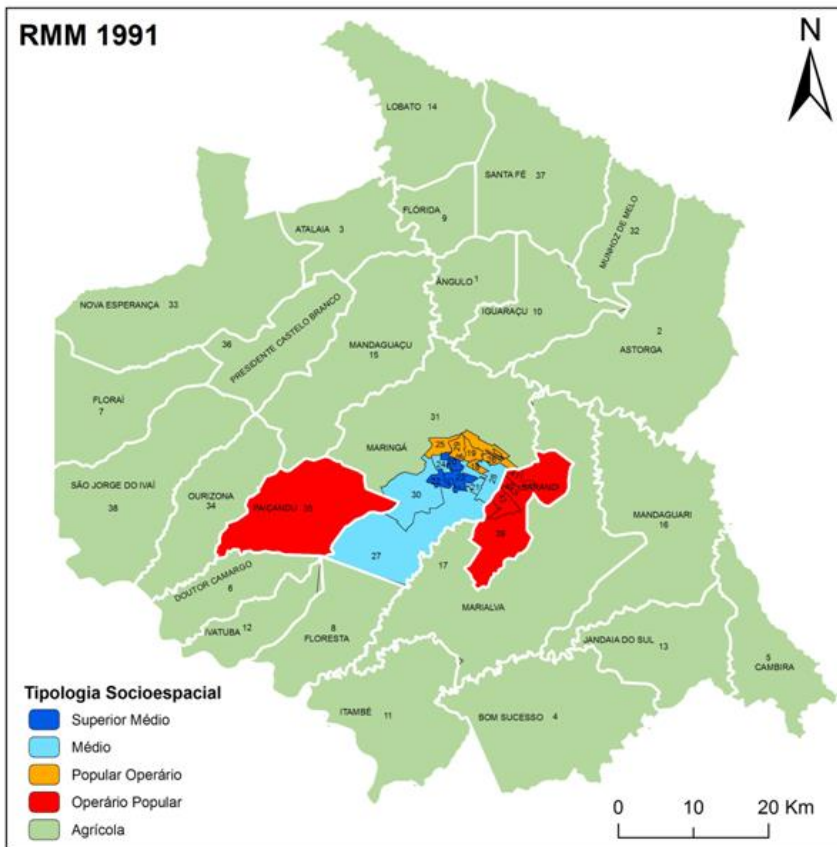 RMM 1991
N
LOBATO 14
SANTA FÉ 37
FLÓRIDA
9
MUNHOZ DE MELO
32
ATALAIA 3
ÂNGULO 1
NOVA ESPERANÇA 33
IGUARAÇU 10
36
PRESIDENTE CASTELO BRANCO
2
ASTORGA
MANDAGUAÇU
15
FLORAÍ
7
31
MARINGÁ
25
19
24
SÃO JORGE DO IVAÍ
38
OURIZONA
34
PAIÇANDU 35
30
SARANDI
MANDAGUARI
16
27
17
MARIALVA
DOUTOR CAMARGO
6
IVATUBA 12
8
FLORESTA
JANDAIA DO SUL
13
5
CAMBIRA
ITAMBÉ
11
BOM SUCESSO 4
Tipologia Socioespacial
Superior Médio
Médio
Popular Operário
Operário Popular
Agrícola
0 10 20 Km